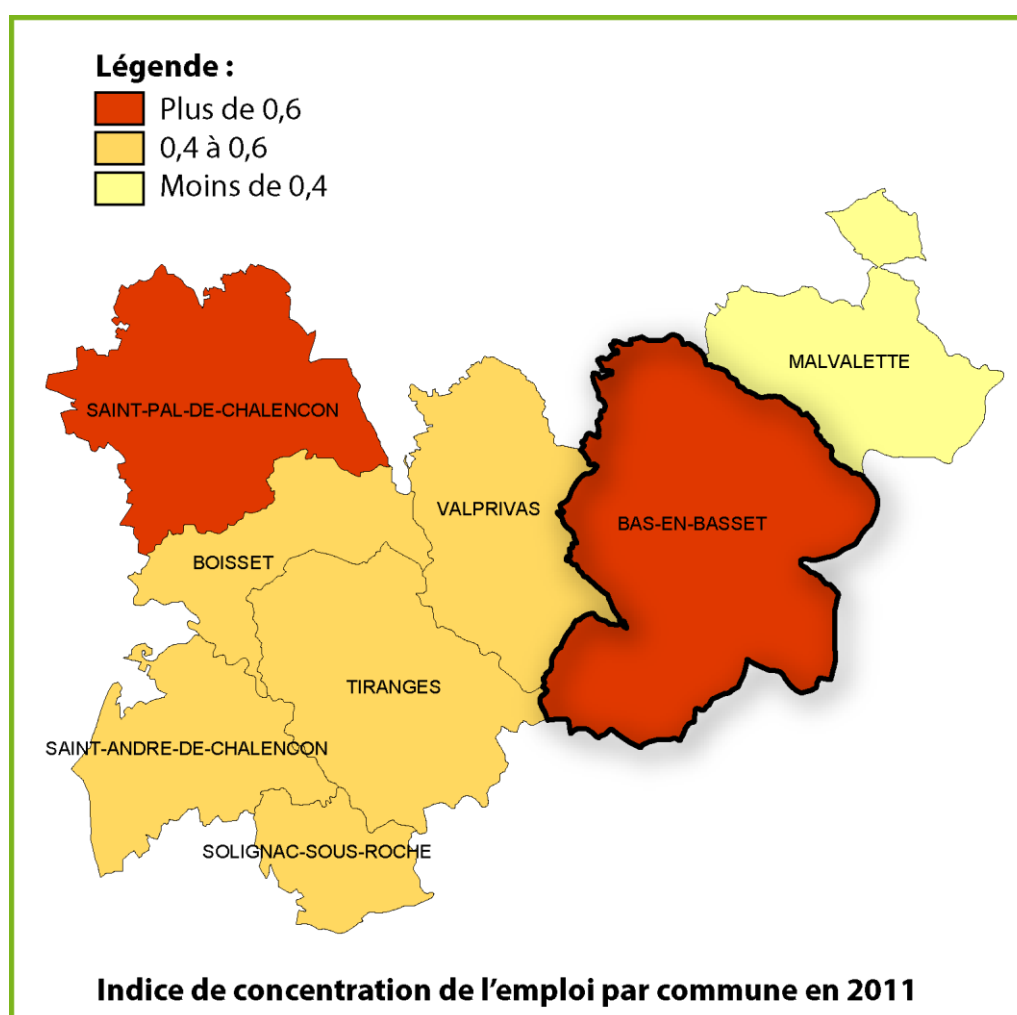 Légende :
Plus de 0,6
0,4 à 0,6
Moins de 0,4
MALVALETTE
SAINT-PAL-DE-CHALENCON
VALPRIVAS
BAS-EN-BASSET
BOISSET
TIRANGES
SAINT-ANDRE-DE-CHALENCON
SOLIGNAC-SOUS-ROCHE
Indice de concentration de l'emploi par commune en 2011